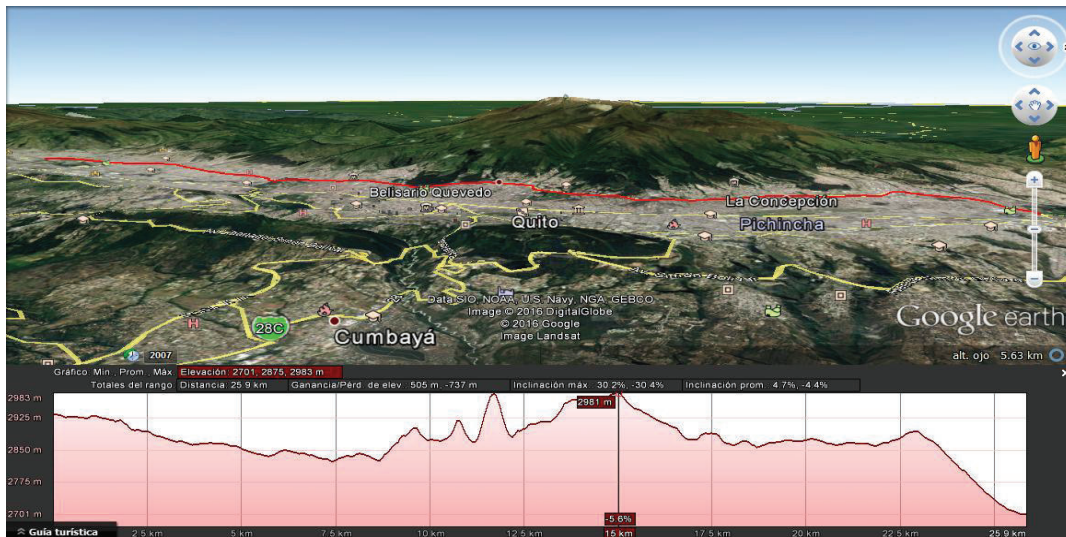 Belisario Quevedo
La Concepción
Quito
Pichincha
Data SIO, NOAA, U.S. Navy, NGA, GEBCO
Image © 2016 DigitalGlobe
© 2016 Google
Image Landsat
Google earth
28C
Cumbayá
2007
alt. ojo 5.63 km
Gráfico Mín., Prom., Máx. Elevación: 2701, 2875, 2983 m
Totales del rango: Distancia: 25.9 km Ganancia/Pérd. de elev.: 505 m, -737 m Inclinación máx. 30.2%, -30.4% Inclinación prom. 4.7%, -4.4%
2983 m
2981 m
2925 m
2850 m
2775 m
2701 m
-5.6%
Guía turística 2.5 km 5 km 7.5 km 10 km 12.5 km 15 km 17.5 km 20 km 22.5 km 25.9 km